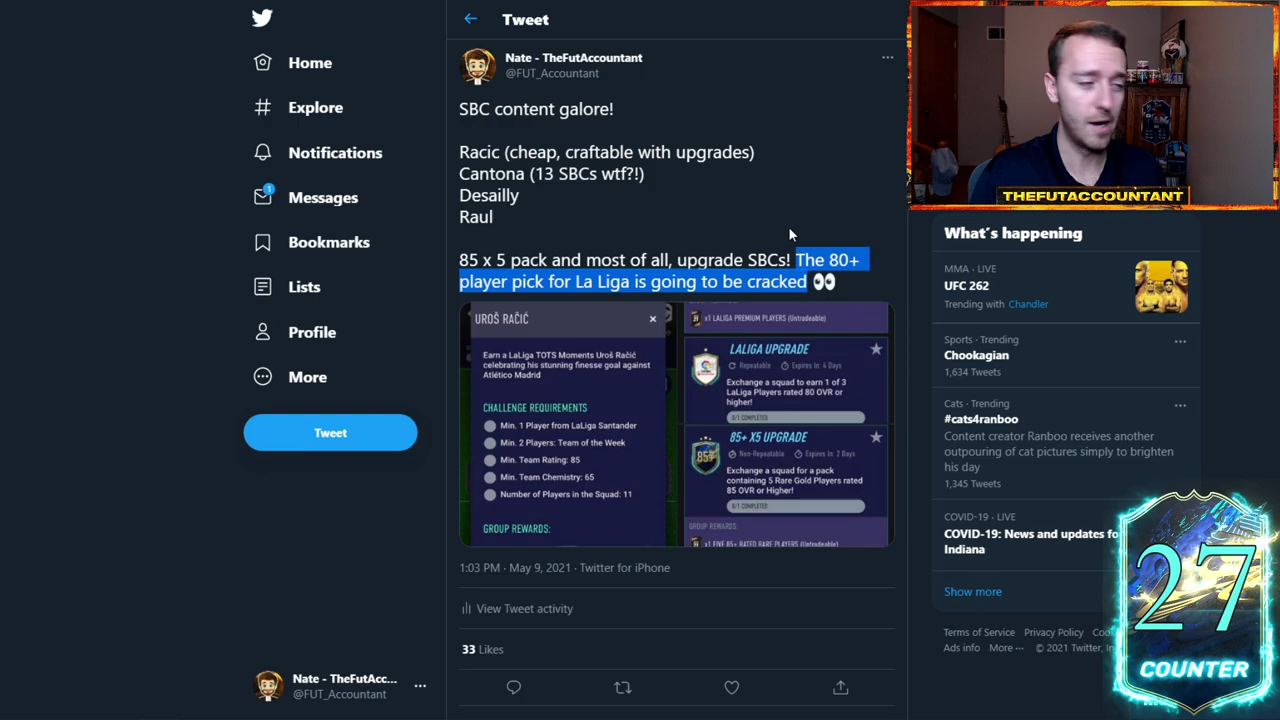 Home
Explore
Notifications
1
Messages
Bookmarks
Lists
Profile
More
Tweet
Nate - TheFutAcc...
@FUT_Accountant
Tweet
Nate - TheFutAccountant
@FUT_Accountant
SBC content galore!
Racic (cheap, craftable with upgrades)
Cantona (13 SBCs wtf?!)
Desailly
Raul
85 x 5 pack and most of all, upgrade SBCs! The 80+
player pick for La Liga is going to be cracked 👀
UROŠ RAČIĆ
Earn a LaLiga TOTS Moments Uroš Račić
celebrating his stunning finesse goal against
Atlético Madrid
CHALLENGE REQUIREMENTS
Min. 1 Player from LaLiga Santander
Min. 2 Players: Team of the Week
Min. Team Rating: 85
Min. Team Chemistry: 65
Number of Players in the Squad: 11
GROUP REWARDS:
x1 LALIGA PREMIUM PLAYERS (Untradeable)
LALIGA UPGRADE
Repeatable Expires In: 4 Days
Exchange a squad to earn 1 of 3
LaLiga Players rated 80 OVR or
higher!
0/1 COMPLETED
85+ X5 UPGRADE
Non-Repeatable Expires In: 2 Days
Exchange a squad for a pack
containing 5 Rare Gold Players rated
85 OVR or Higher!
0/1 COMPLETED
GROUP REWARDS:
x1 FIVE 85+ RATED RARE PLAYERS (Untradeable)
1:03 PM · May 9, 2021 · Twitter for iPhone
View Tweet activity
33 Likes
THEFUTACCOUNTANT
What's happening
MMA · LIVE
UFC 262
Trending with Chandler
Sports · Trending
Chookagian
1,634 Tweets
Cats · Trending
#cats4ranboo
Content creator Ranboo receives another
outpouring of cat pictures simply to brighten
his day
1,345 Tweets
COVID-19 · LIVE
COVID-19: News and updates fo
Indiana
Show more
Terms of Service Privacy Policy Coo
Ads info More ··· © 2021 Twitter, In
27
COUNTER